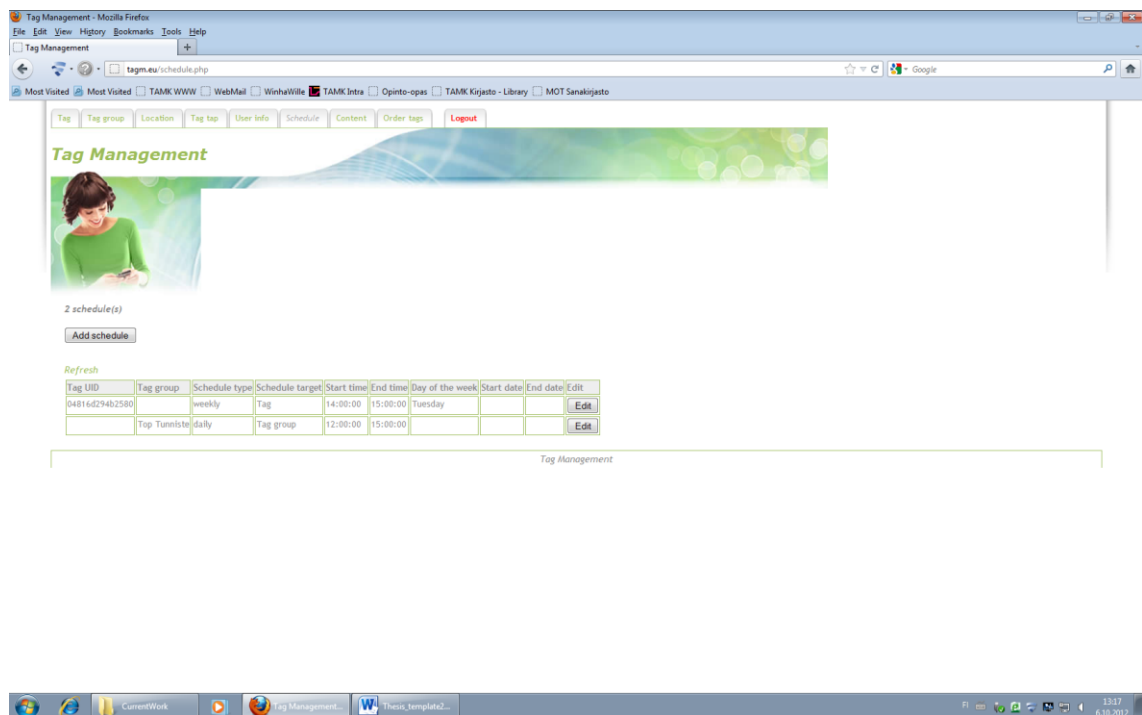 Tag Management - Mozilla Firefox
File Edit View History Bookmarks Tools Help
Tag Management +
tagm.eu/schedule.php Google
Most Visited Most Visited TAMK WWW WebMail WinhaWille TAMK Intra Opinto-opas TAMK Kirjasto - Library MOT Sanakirjasto
Tag Tag group Location Tag tap User info Schedule Content Order tags Logout
Tag Management
2 schedule(s)
Add schedule
Refresh
Tag UID Tag group Schedule type Schedule target Start time End time Day of the week Start date End date Edit
04816d294b2580 weekly Tag 14:00:00 15:00:00 Tuesday Edit
Top Tunniste daily Tag group 12:00:00 15:00:00 Edit
Tag Management
CurrentWork Tag Management... Thesis_template2... FI 13:17
6.10.2012